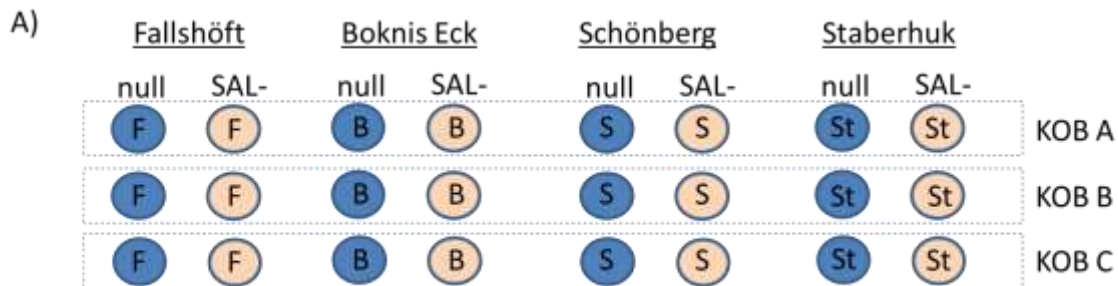 A)
Fallshöft Boknis Eck Schönberg Staberhuk
null SAL- null SAL- null SAL- null SAL-
F F B B S S St St KOB A
F F B B S S St St KOB B
F F B B S S St St KOB C